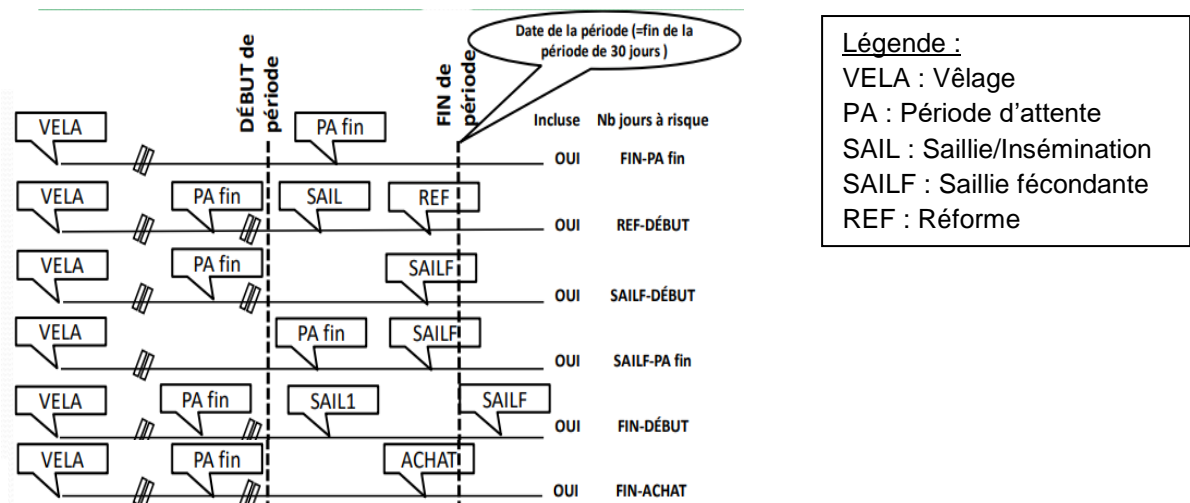 Date de la période (=fin de la
période de 30 jours )
DÉBUT de
période
FIN de
période
Incluse Nb jours à risque
VELA PA fin OUI FIN-PA fin
VELA PA fin SAIL REF OUI REF-DÉBUT
VELA PA fin SAILF OUI SAILF-DÉBUT
VELA PA fin SAILF OUI SAILF-PA fin
VELA PA fin SAIL1 SAILF OUI FIN-DÉBUT
VELA PA fin ACHAT OUI FIN-ACHAT
Légende :
VELA : Vêlage
PA : Période d'attente
SAIL : Saillie/Insémination
SAILF : Saillie fécondante
REF : Réforme